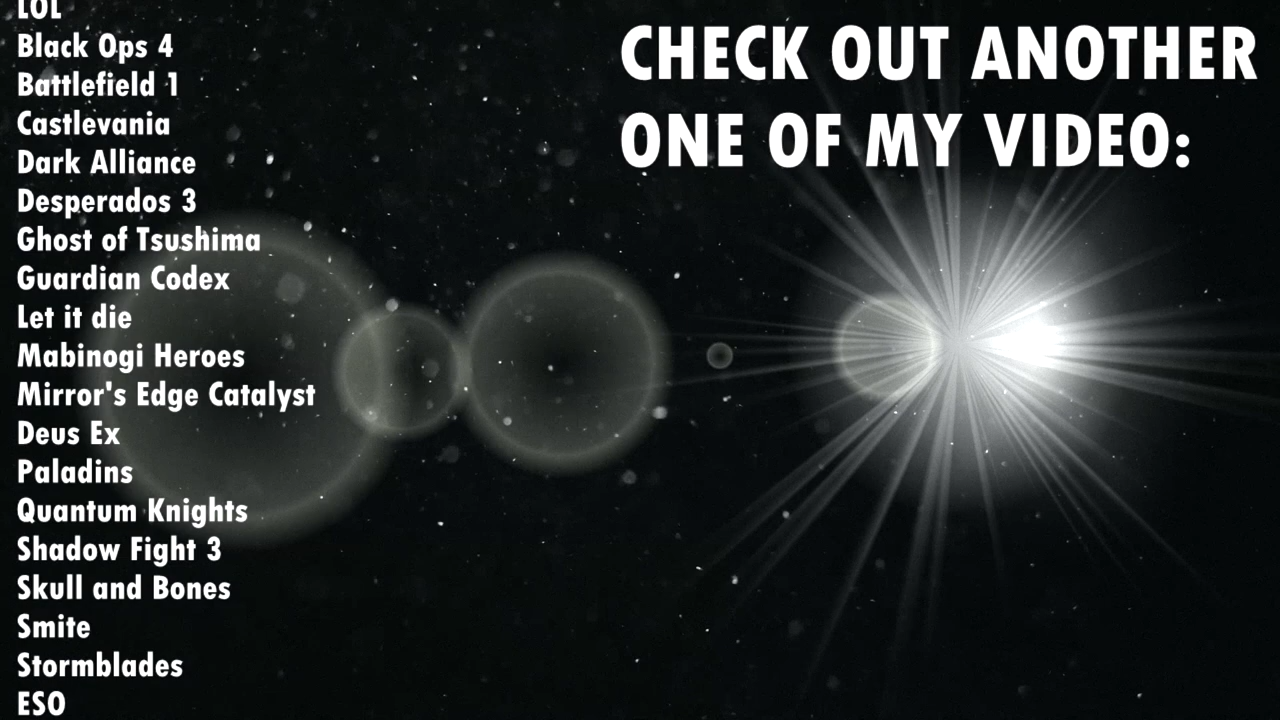 LOL
Black Ops 4
Battlefield 1
Castlevania
Dark Alliance
Desperados 3
Ghost of Tsushima
Guardian Codex
Let it die
Mabinogi Heroes
Mirror's Edge Catalyst
Deus Ex
Paladins
Quantum Knights
Shadow Fight 3
Skull and Bones
Smite
Stormblades
ESO
CHECK OUT ANOTHER
ONE OF MY VIDEO: